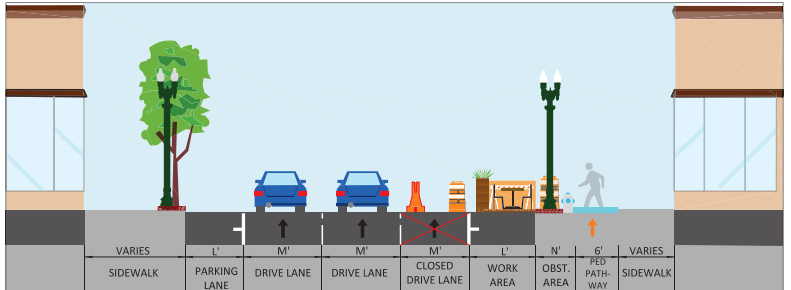 VARIES L' M' M' M' L' N' 6' VARIES
SIDEWALK
PARKING
LANE
DRIVE LANE
DRIVE LANE
CLOSED
DRIVE LANE
WORK
AREA
OBST.
AREA
PED
PATH-
WAY
SIDEWALK